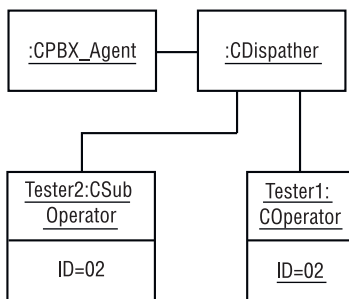 :CPBX_Agent
:CDispather
Tester2:CSub
Operator
ID=02
Tester1:
COperator
ID=02